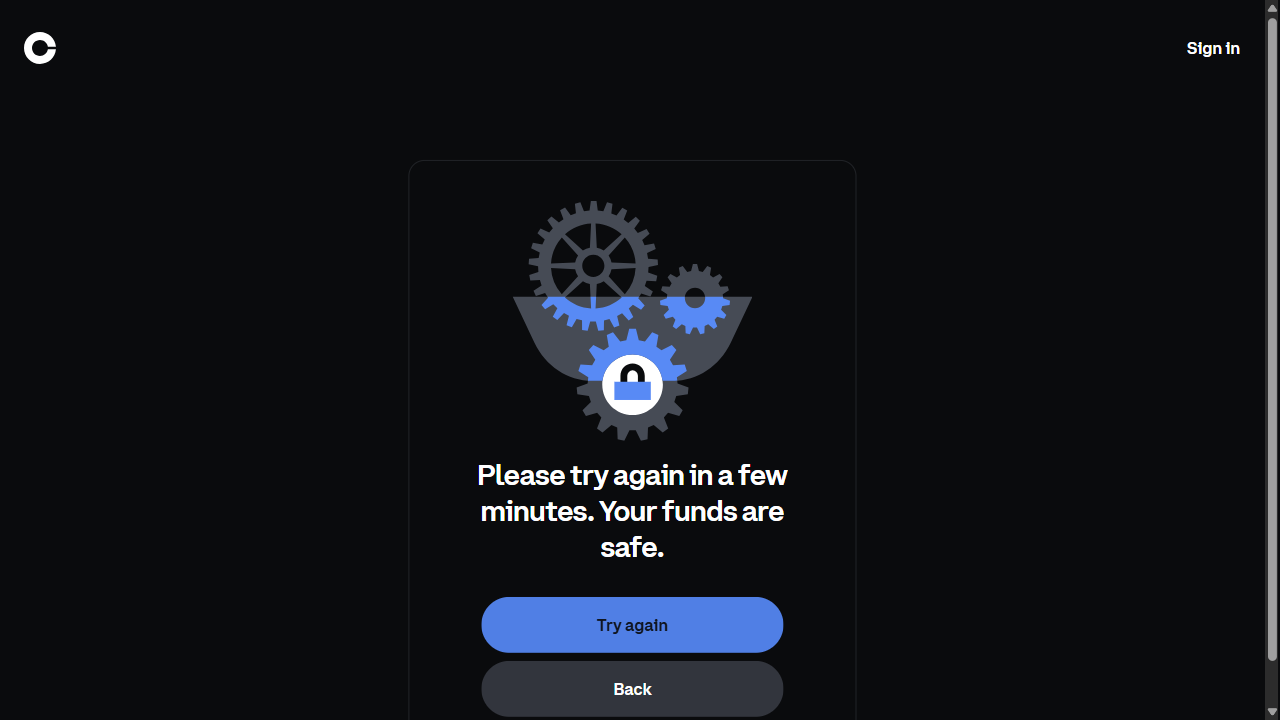 Sign in
Please try again in a few
minutes. Your funds are
safe.
Try again
Back